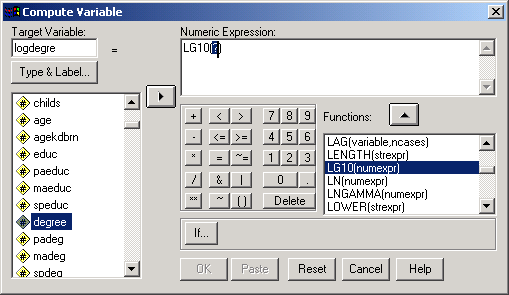 Compute Variable
Target Variable:
logdegre
=
Type & Label...
childs
age
agekdbrn
educ
paeduc
maeduc
speduc
degree
padeg
madeg
spdeg
Numeric Expression:
LG10(?)
+ < > 7 8 9
- <= >= 4 5 6
* = ~= 1 2 3
/ & | 0 .
** ~ () Delete
Functions:
LAG(variable,ncases)
LENGTH(strexpr)
LG10(numexpr)
LN(numexpr)
LNGAMMA(numexpr)
LOWER(strexpr)
If...
OK Paste Reset Cancel Help